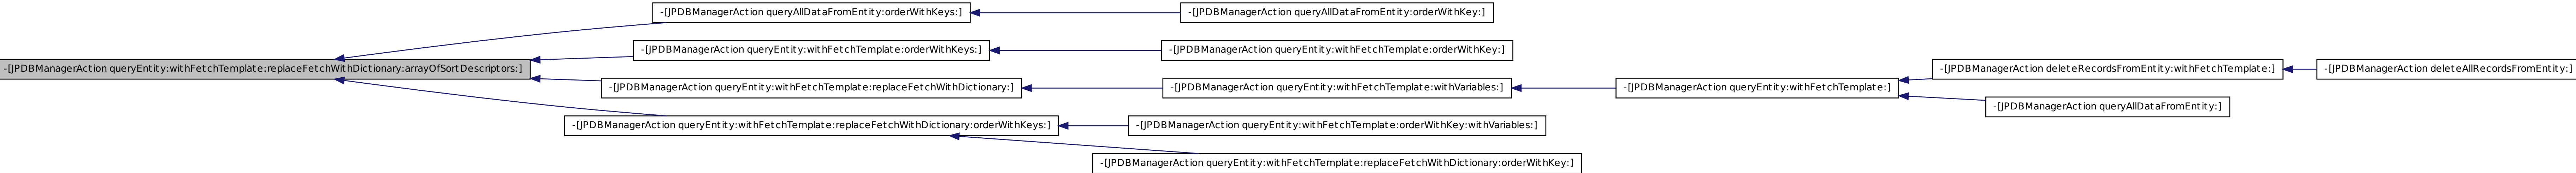 -[JPDBManagerAction queryAllDataFromEntity:orderWithKeys:]
-[JPDBManagerAction queryAllDataFromEntity:orderWithKey:]
-[JPDBManagerAction queryEntity:withFetchTemplate:orderWithKeys:]
-[JPDBManagerAction queryEntity:withFetchTemplate:orderWithKey:]
-[JPDBManagerAction queryEntity:withFetchTemplate:replaceFetchWithDictionary:arrayOfSortDescriptors:]
-[JPDBManagerAction deleteRecordsFromEntity:withFetchTemplate:]
-[JPDBManagerAction deleteAllRecordsFromEntity:]
-[JPDBManagerAction queryEntity:withFetchTemplate:replaceFetchWithDictionary:]
-[JPDBManagerAction queryEntity:withFetchTemplate:withVariables:]
-[JPDBManagerAction queryEntity:withFetchTemplate:]
-[JPDBManagerAction queryAllDataFromEntity:]
-[JPDBManagerAction queryEntity:withFetchTemplate:replaceFetchWithDictionary:orderWithKeys:]
-[JPDBManagerAction queryEntity:withFetchTemplate:orderWithKey:withVariables:]
-[JPDBManagerAction queryEntity:withFetchTemplate:replaceFetchWithDictionary:orderWithKey:]